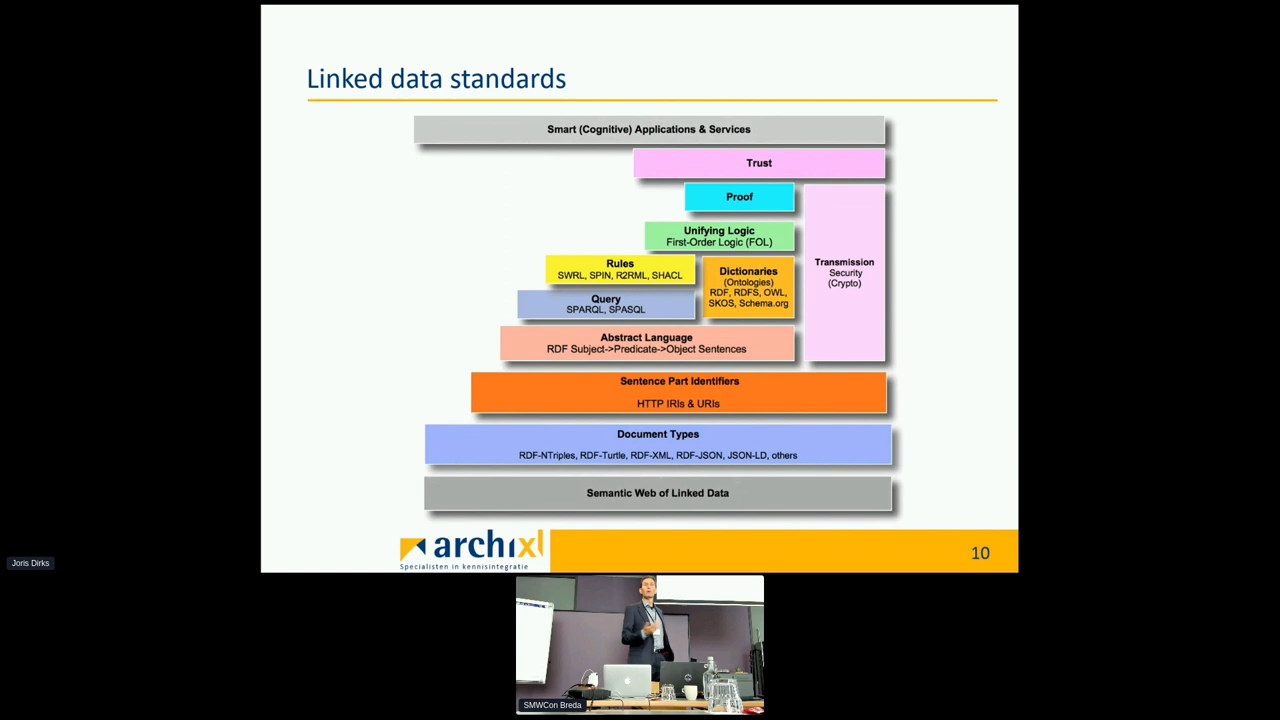 Linked data standards
Smart (Cognitive) Applications & Services
Trust
Proof
Unifying Logic
First-Order Logic (FOL)
Rules
SWRL, SPIN, R2RML, SHACL
Dictionaries
(Ontologies)
RDF, RDFS, OWL,
SKOS, Schema.org
Transmission
Security
(Crypto)
Query
SPARQL, SPASQL
Abstract Language
RDF Subject->Predicate->Object Sentences
Sentence Part Identifiers
HTTP IRIs & URIs
Document Types
RDF-NTriples, RDF-Turtle, RDF-XML, RDF-JSON, JSON-LD, others
Semantic Web of Linked Data
archixl
Specialisten in kennisintegratie
10
Joris Dirks
SMWCon Breda